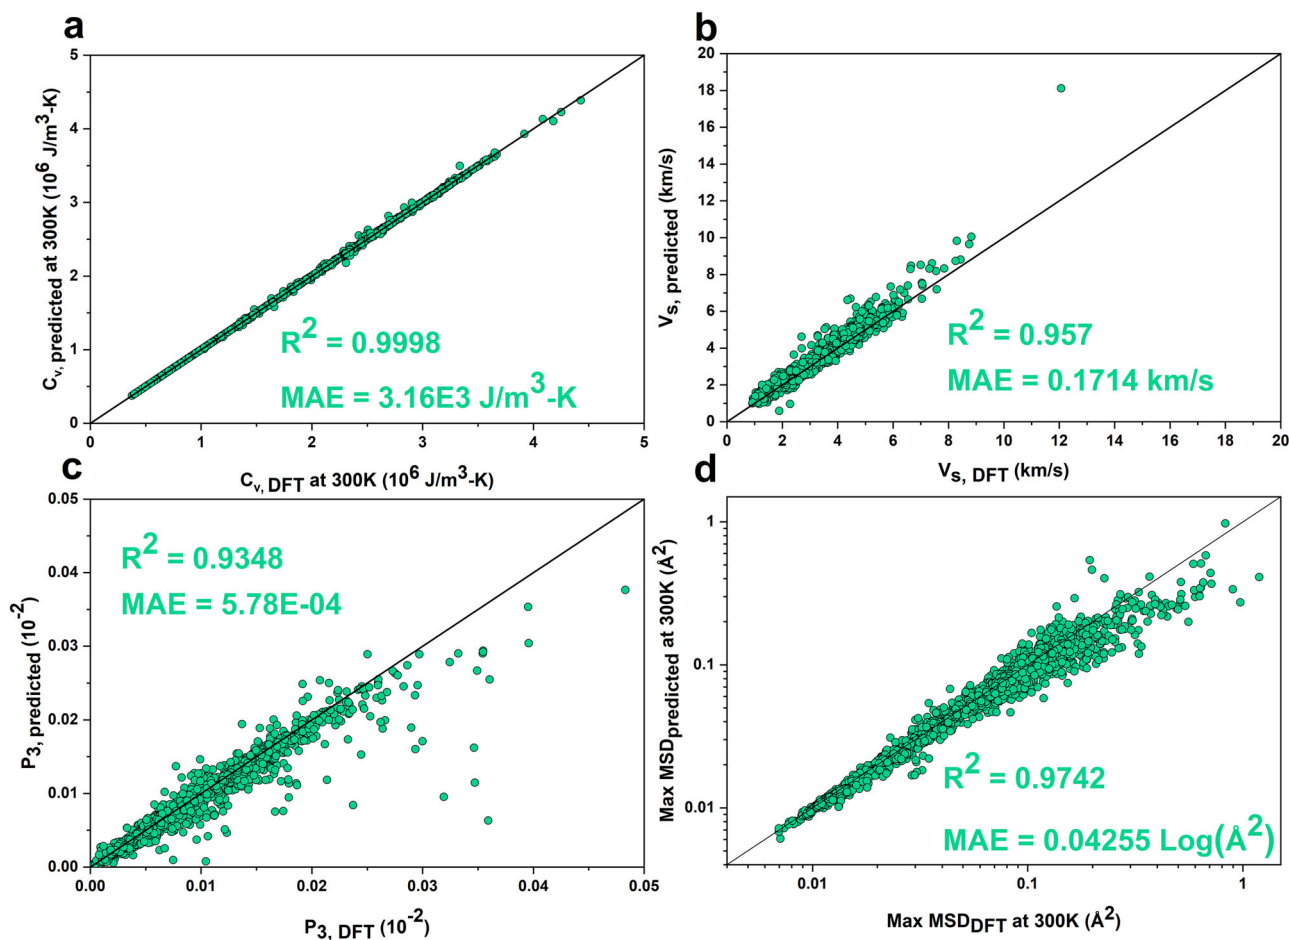 a
5
4
3
2
1
0
0
1
2
3
4
5
C_v, predicted at 300K (10^6 J/m^3-K)
R^2 = 0.9998
MAE = 3.16E3 J/m^3-K
C_v, DFT at 300K (10^6 J/m^3-K)
b
20
18
16
14
12
10
8
6
4
2
0
0
2
4
6
8
10
12
14
16
18
20
V_s, predicted (km/s)
R^2 = 0.957
MAE = 0.1714 km/s
V_s, DFT (km/s)
c
0.05
0.04
0.03
0.02
0.01
0.00
0.00
0.01
0.02
0.03
0.04
0.05
P_3, predicted (10^-2)
R^2 = 0.9348
MAE = 5.78E-04
P_3, DFT (10^-2)
d
1
0.1
0.01
0.01
0.1
1
Max MSD_predicted at 300K (Å^2)
R^2 = 0.9742
MAE = 0.04255 Log(Å^2)
Max MSD_DFT at 300K (Å^2)